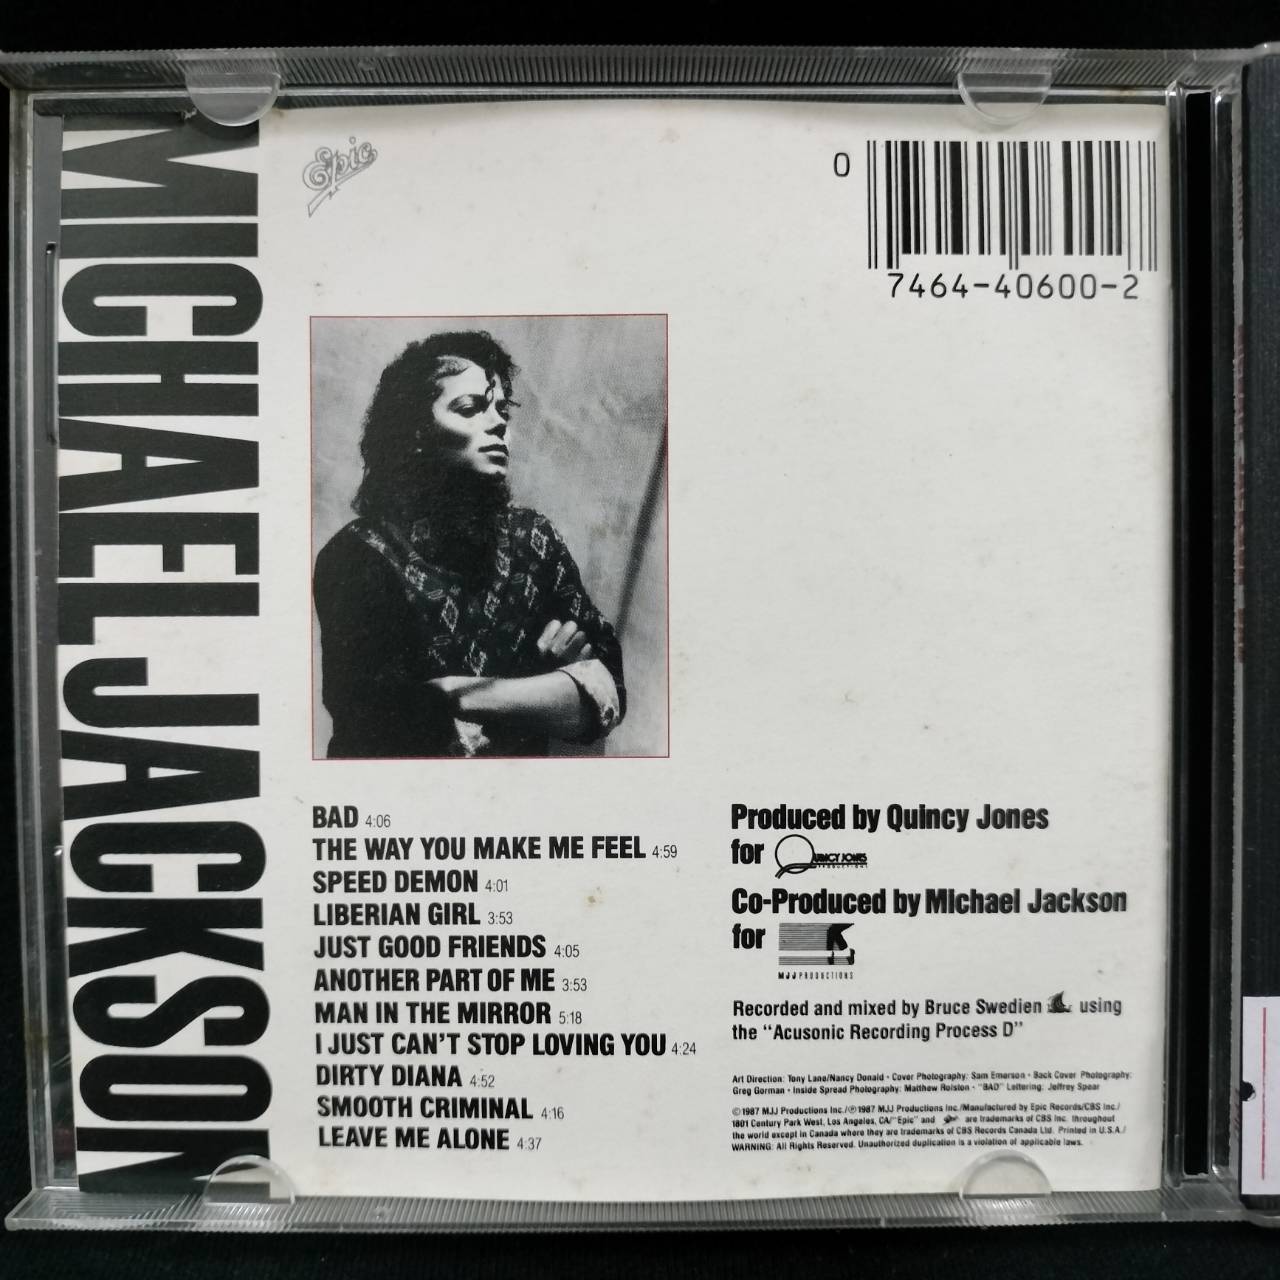 MICHAEL JACKSON
Epic
0
7464-40600-2
BAD 4:06
THE WAY YOU MAKE ME FEEL 4:59
SPEED DEMON 4:01
LIBERIAN GIRL 3:53
JUST GOOD FRIENDS 4:05
ANOTHER PART OF ME 3:53
MAN IN THE MIRROR 5:18
I JUST CAN'T STOP LOVING YOU 4:24
DIRTY DIANA 4:52
SMOOTH CRIMINAL 4:16
LEAVE ME ALONE 4:37
Produced by Quincy Jones
for QUINCY JONES
PRODUCTIONS
Co-Produced by Michael Jackson
for
MJJ PRODUCTIONS
Recorded and mixed by Bruce Swedien using
the "Acusonic Recording Process D"
Art Direction: Tony Lane/Nancy Donald · Cover Photography: Sam Emerson · Back Cover Photography:
Greg Gorman · Inside Spread Photography: Matthew Rolston · "BAD" Lettering: Jeffrey Spear
© 1987 MJJ Productions Inc./℗ 1987 MJJ Productions Inc./Manufactured by Epic Records/CBS Inc./
1801 Century Park West, Los Angeles, CA/"Epic" and are trademarks of CBS Inc. throughout
the world except in Canada where they are trademarks of CBS Records Canada Ltd. Printed in U.S.A./
WARNING: All Rights Reserved. Unauthorized duplication is a violation of applicable laws.